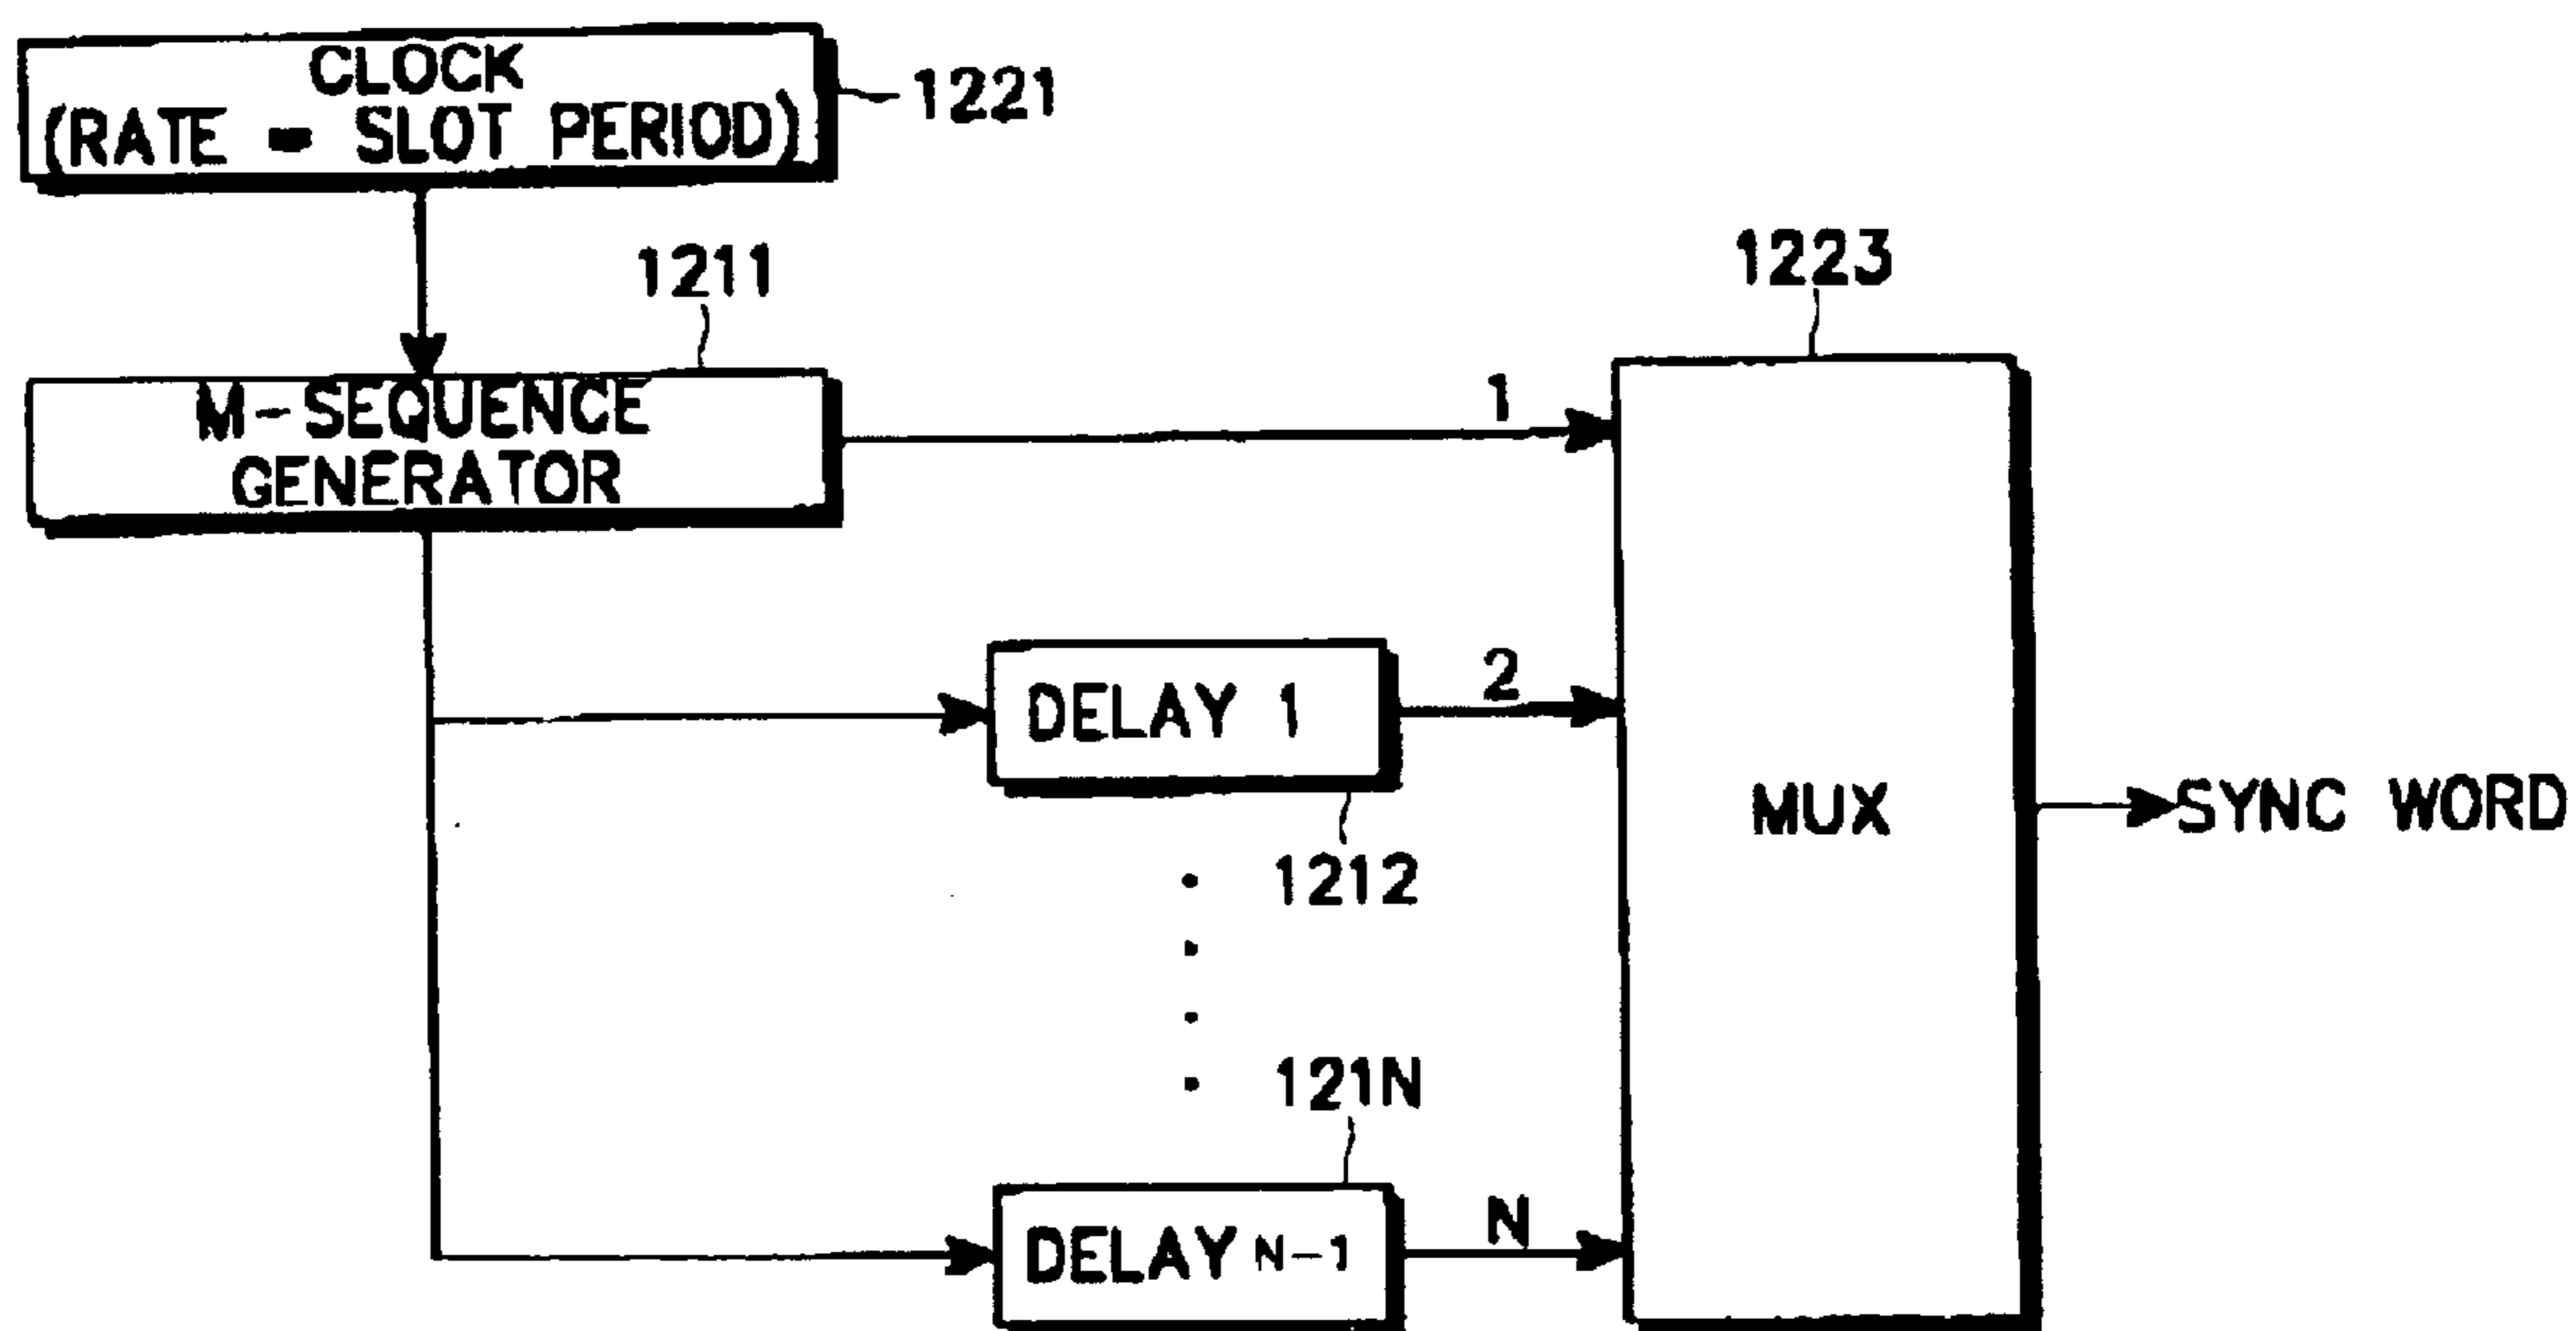 CLOCK
(RATE = SLOT PERIOD)
1221
1211
1223
M-SEQUENCE
GENERATOR
1
DELAY 1
2
MUX
SYNC WORD
1212
121N
DELAY N-1
N